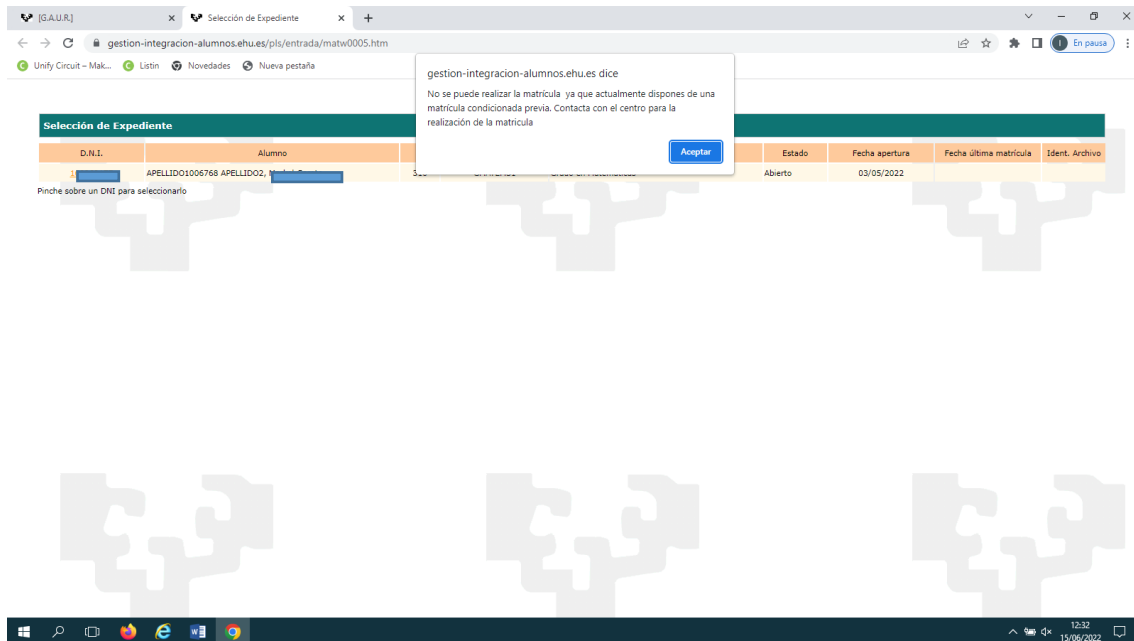 [G.A.U.R.]
Selección de Expediente
gestion-integracion-alumnos.ehu.es/pls/entrada/matw0005.htm
I
En pausa
Unify Circuit – Mak...
Listin
Novedades
Nueva pestaña
gestion-integracion-alumnos.ehu.es dice
No se puede realizar la matrícula ya que actualmente dispones de una
matrícula condicionada previa. Contacta con el centro para la
realización de la matricula
Aceptar
Selección de Expediente
D.N.I. Alumno Estado Fecha apertura Fecha última matrícula Ident. Archivo
APELLIDO1006768 APELLIDO2, Abierto 03/05/2022
Pinche sobre un DNI para seleccionarlo
12:32
15/06/2022